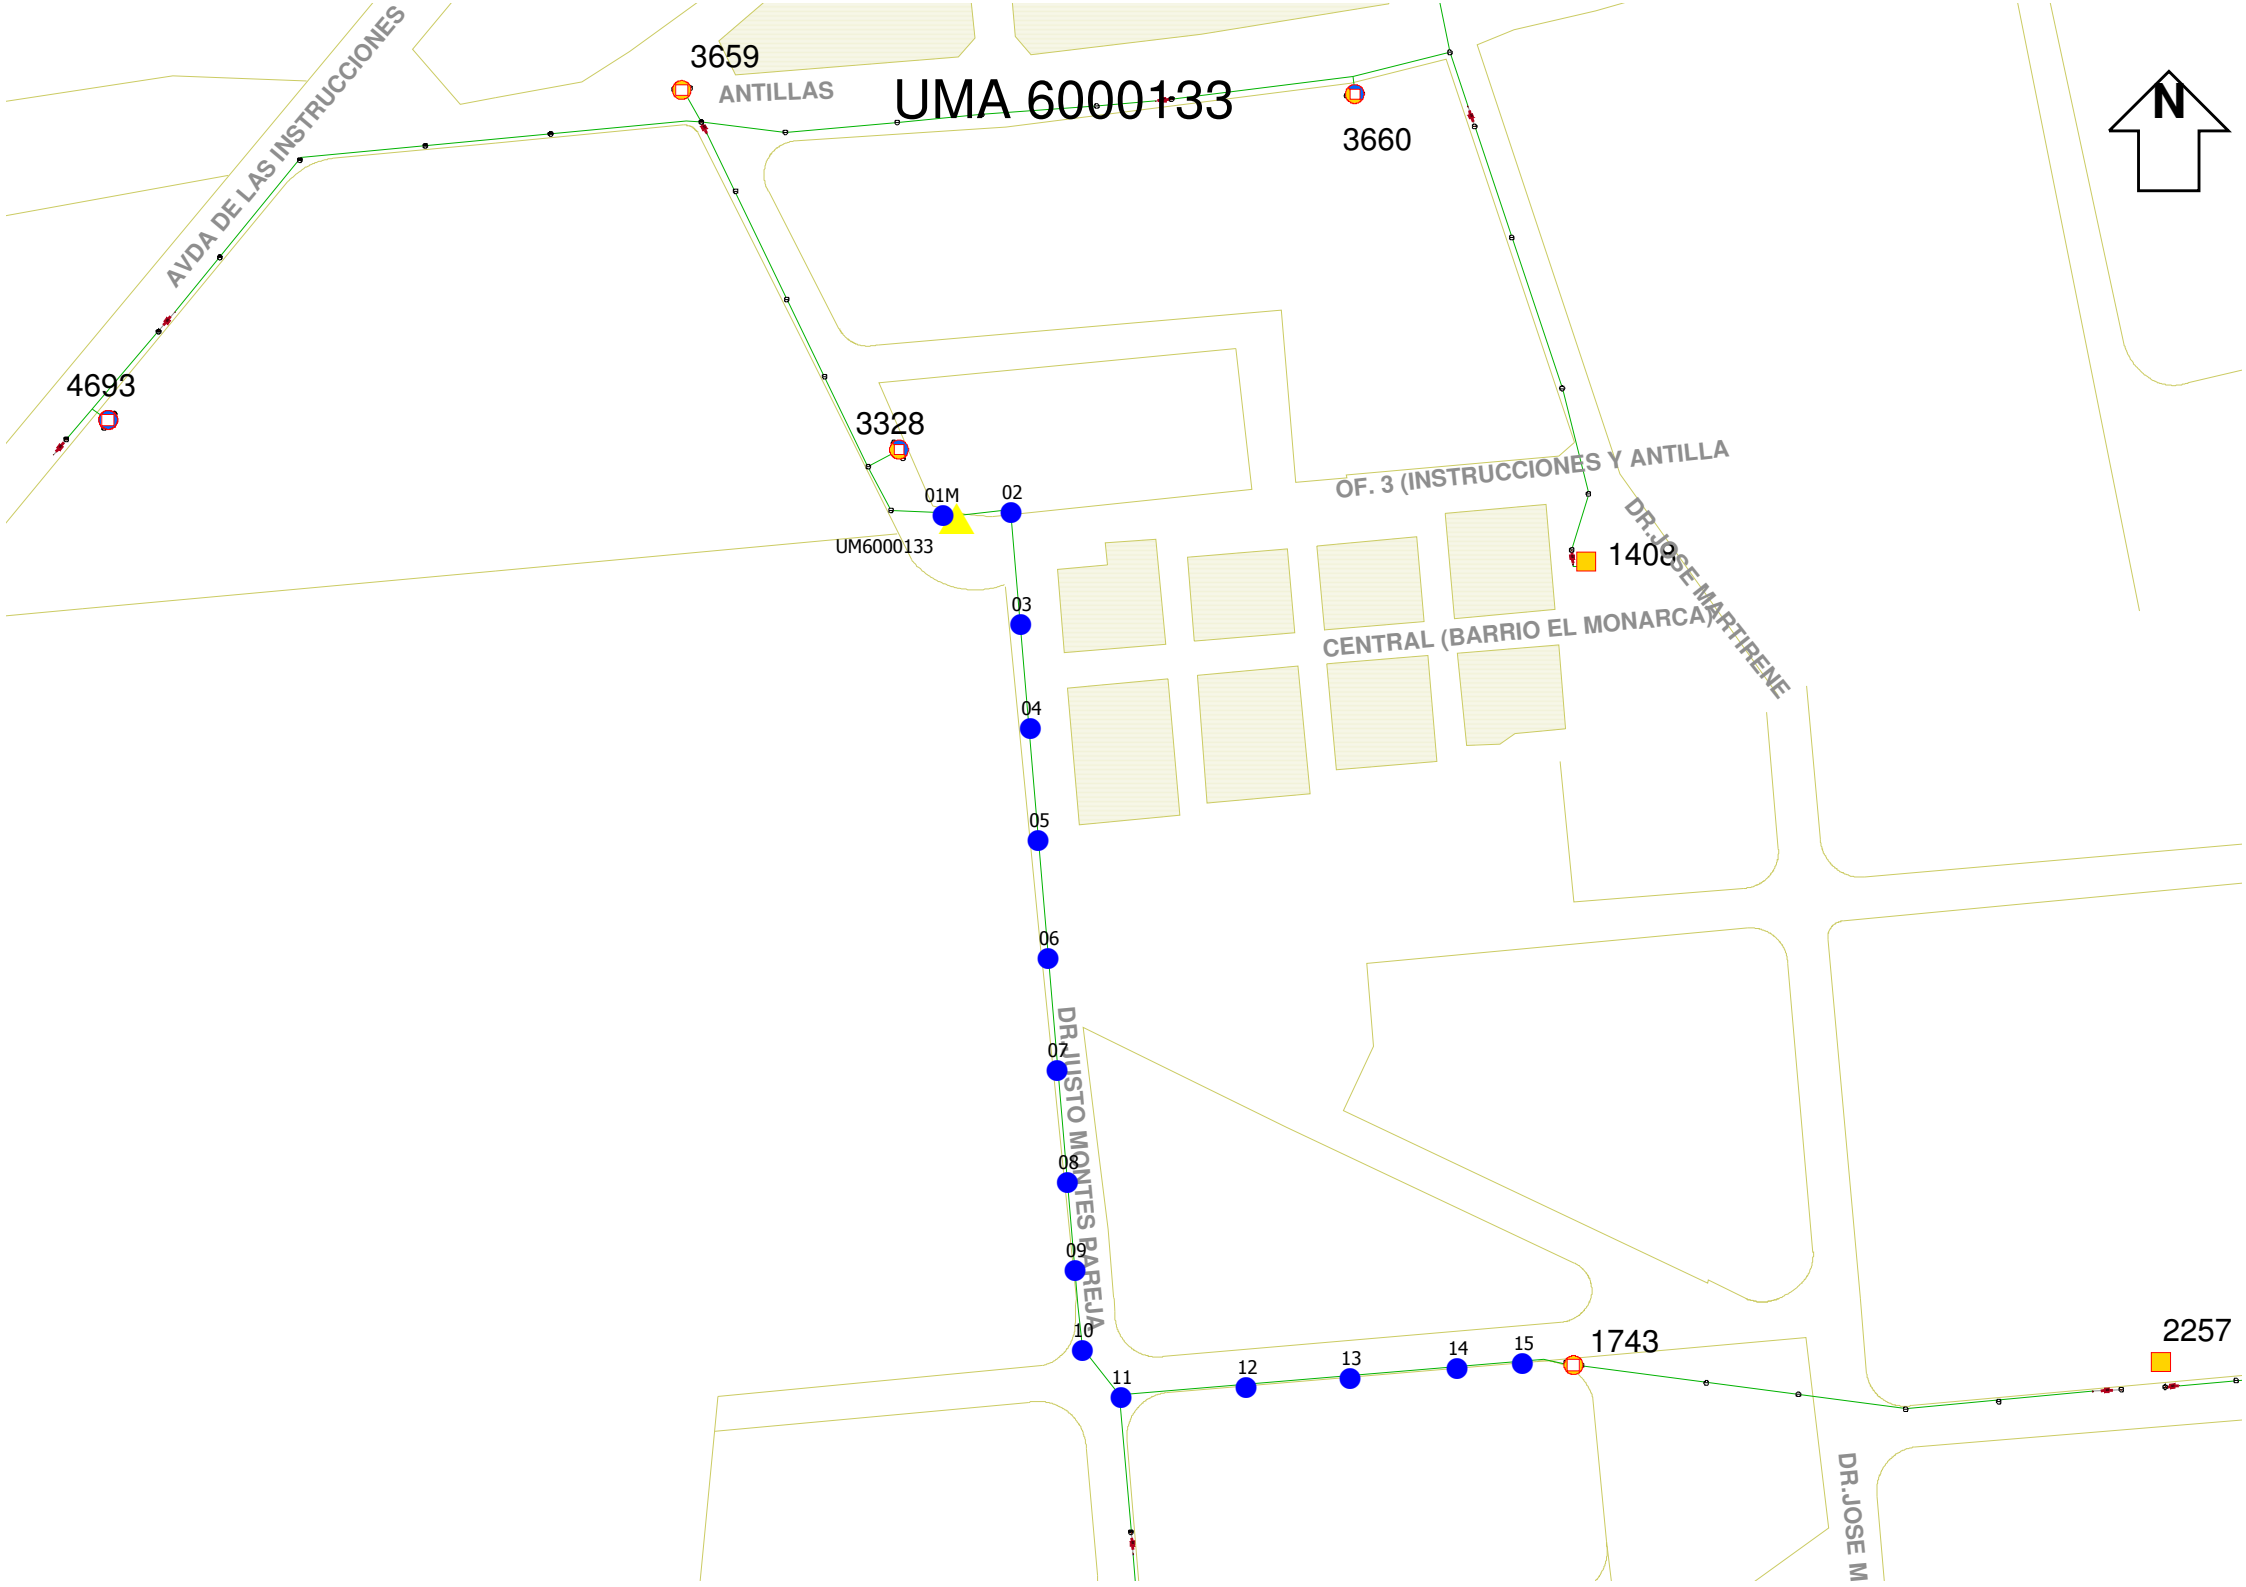 AVDA DE LAS INSTRUCCIONES
3659
ANTILLAS
UMA 6000133
N
3660
4693
3328
OF. 3 (INSTRUCCIONES Y ANTILLA
01M
02
UM6000133
DR.JOSE MARTIRENE
1408
03
CENTRAL (BARRIO EL MONARCA)
04
05
06
DR.JUSTO MONTES PAREJA
07
08
09
10
11
12
13
14
15
1743
2257
DR.JOSE M